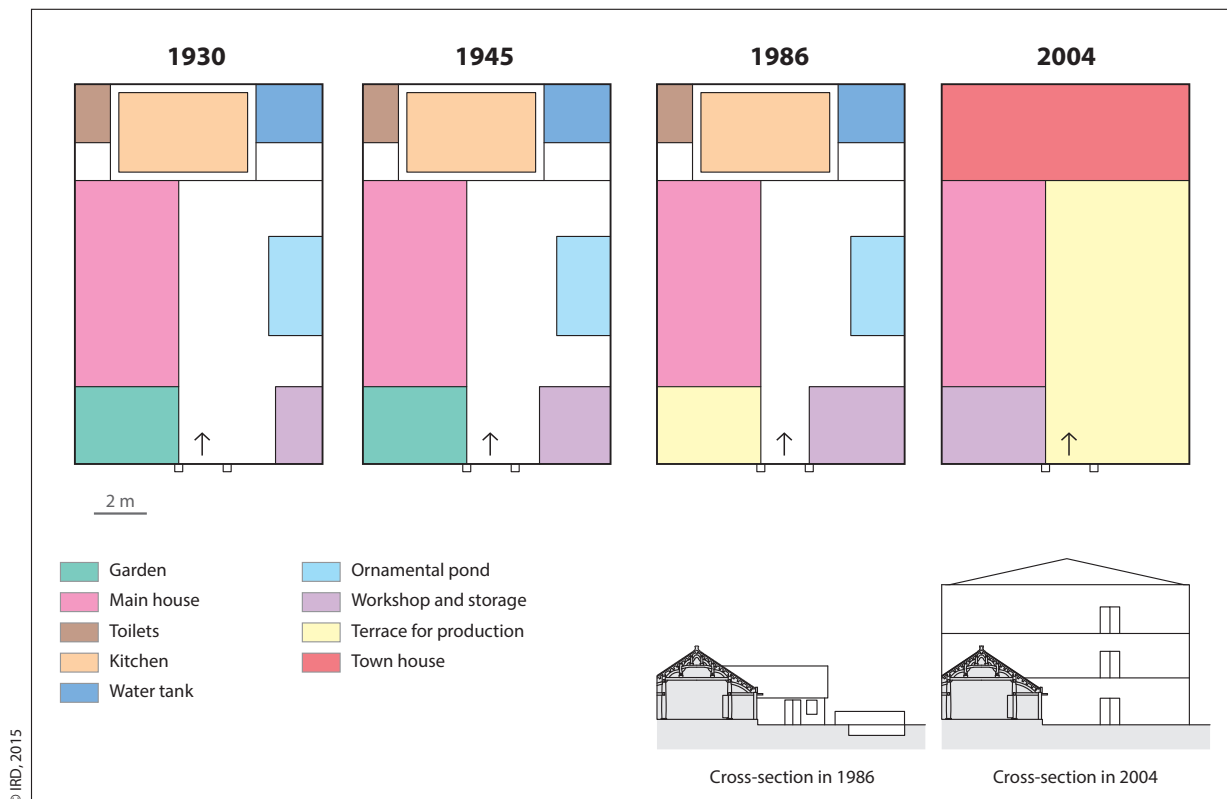 1930
1945
1986
2004
2 m
Garden
Main house
Toilets
Kitchen
Water tank
Ornamental pond
Workshop and storage
Terrace for production
Town house
Cross-section in 1986
Cross-section in 2004
© IRD, 2015